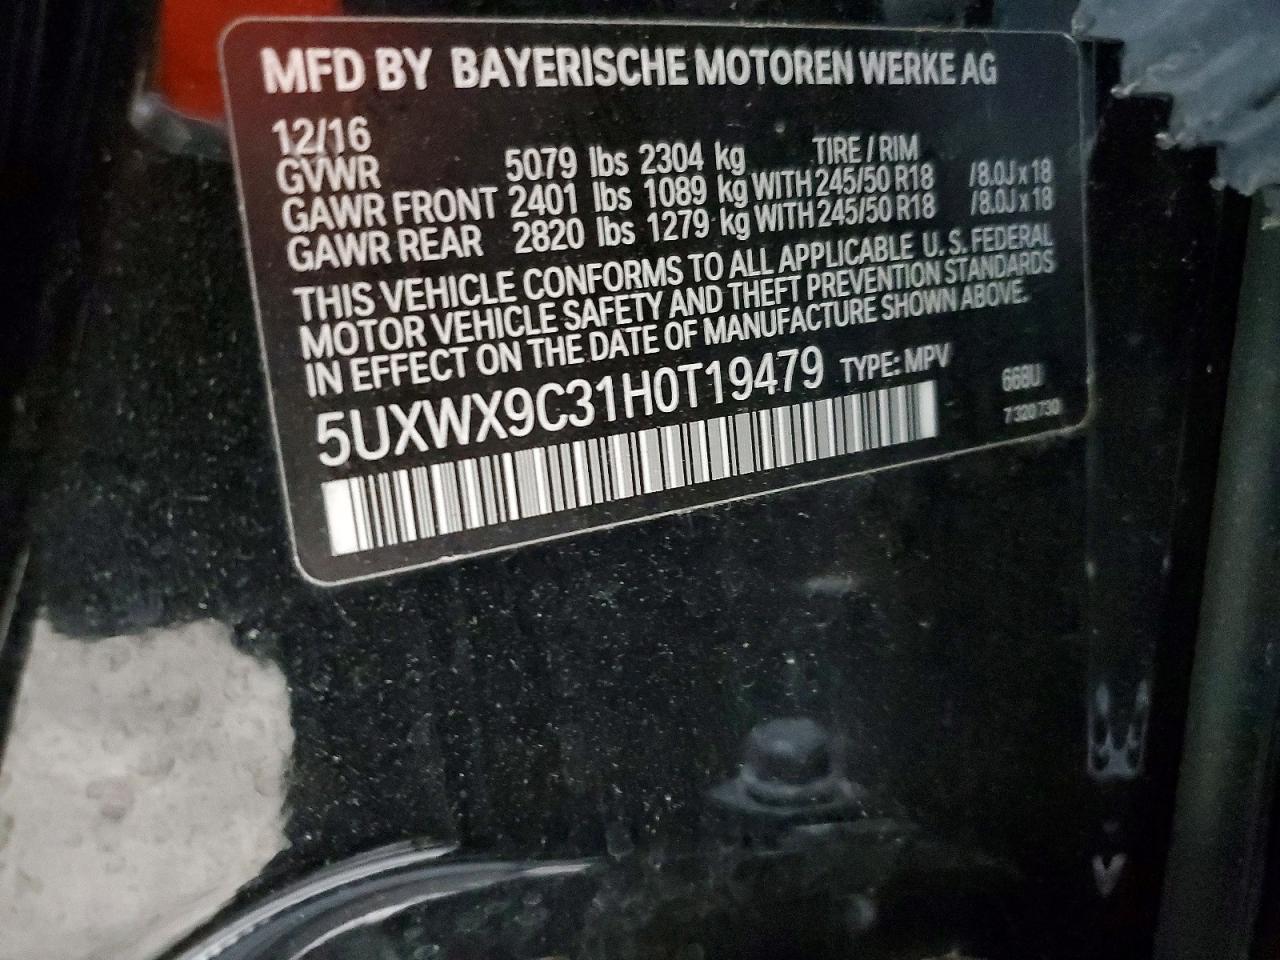 MFD BY BAYERISCHE MOTOREN WERKE AG
12/16
TIRE / RIM
GVWR 5079 lbs 2304 kg
GAWR FRONT 2401 lbs 1089 kg WITH 245/50 R18 /8.0J x 18
GAWR REAR 2820 lbs 1279 kg WITH 245/50 R18 /8.0J x 18
THIS VEHICLE CONFORMS TO ALL APPLICABLE U. S. FEDERAL
MOTOR VEHICLE SAFETY AND THEFT PREVENTION STANDARDS
IN EFFECT ON THE DATE OF MANUFACTURE SHOWN ABOVE.
5UXWX9C31H0T19479 TYPE: MPV
668U
7 320 730